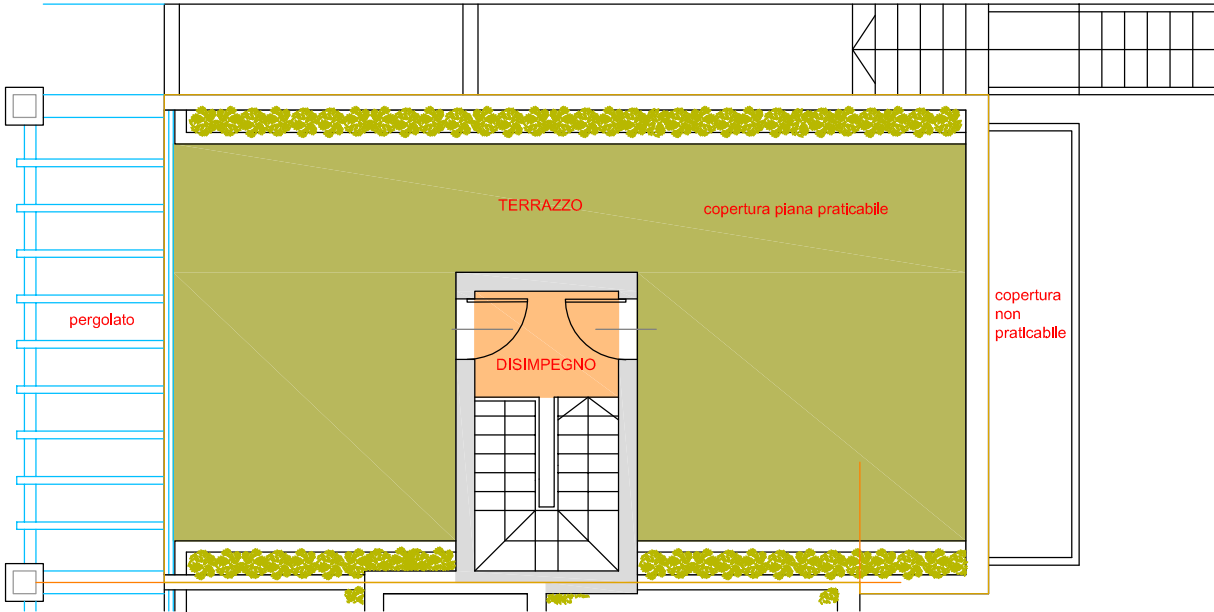 TERRAZZO
copertura piana praticabile
pergolato
copertura
non
praticabile
DISIMPEGNO